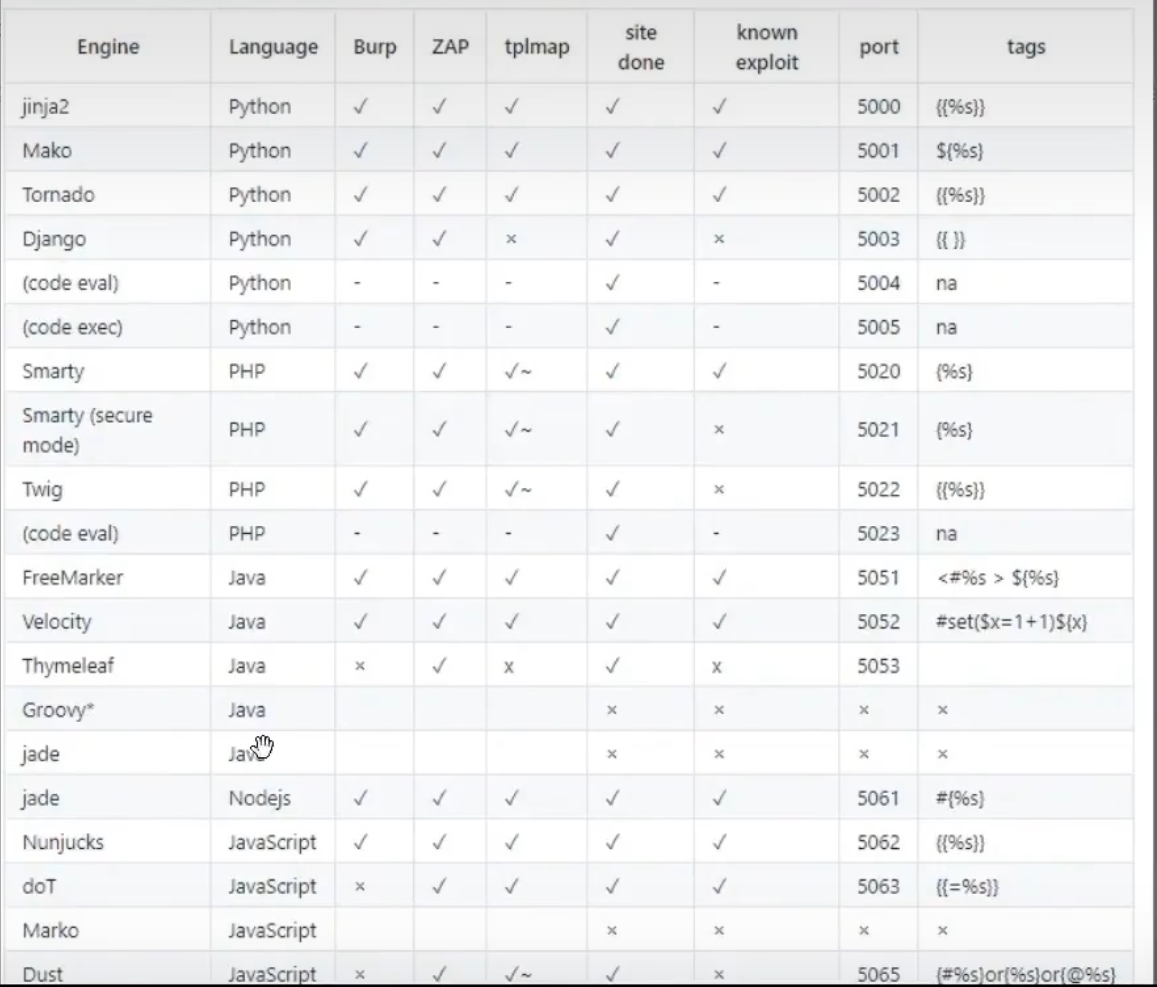 Engine Language Burp ZAP tplmap site done known exploit port tags
jinja2 Python ✓ ✓ ✓ ✓ ✓ 5000 {{%s}}
Mako Python ✓ ✓ ✓ ✓ ✓ 5001 ${%s}
Tornado Python ✓ ✓ ✓ ✓ ✓ 5002 {{%s}}
Django Python ✓ ✓ × ✓ × 5003 {{ }}
(code eval) Python - - - ✓ - 5004 na
(code exec) Python - - - ✓ - 5005 na
Smarty PHP ✓ ✓ ✓~ ✓ ✓ 5020 {%s}
Smarty (secure mode) PHP ✓ ✓ ✓~ ✓ × 5021 {%s}
Twig PHP ✓ ✓ ✓~ ✓ × 5022 {{%s}}
(code eval) PHP - - - ✓ - 5023 na
FreeMarker Java ✓ ✓ ✓ ✓ ✓ 5051 <#%s > ${%s}
Velocity Java ✓ ✓ ✓ ✓ ✓ 5052 #set($x=1+1)${x}
Thymeleaf Java × ✓ x ✓ x 5053
Groovy* Java × × × ×
jade Java × × × ×
jade Nodejs ✓ ✓ ✓ ✓ ✓ 5061 #{%s}
Nunjucks JavaScript ✓ ✓ ✓ ✓ ✓ 5062 {{%s}}
doT JavaScript × ✓ ✓ ✓ ✓ 5063 {{=%s}}
Marko JavaScript × × × ×
Dust JavaScript × ✓ ✓~ ✓ × 5065 {#%s}or{%s}or{@%s}